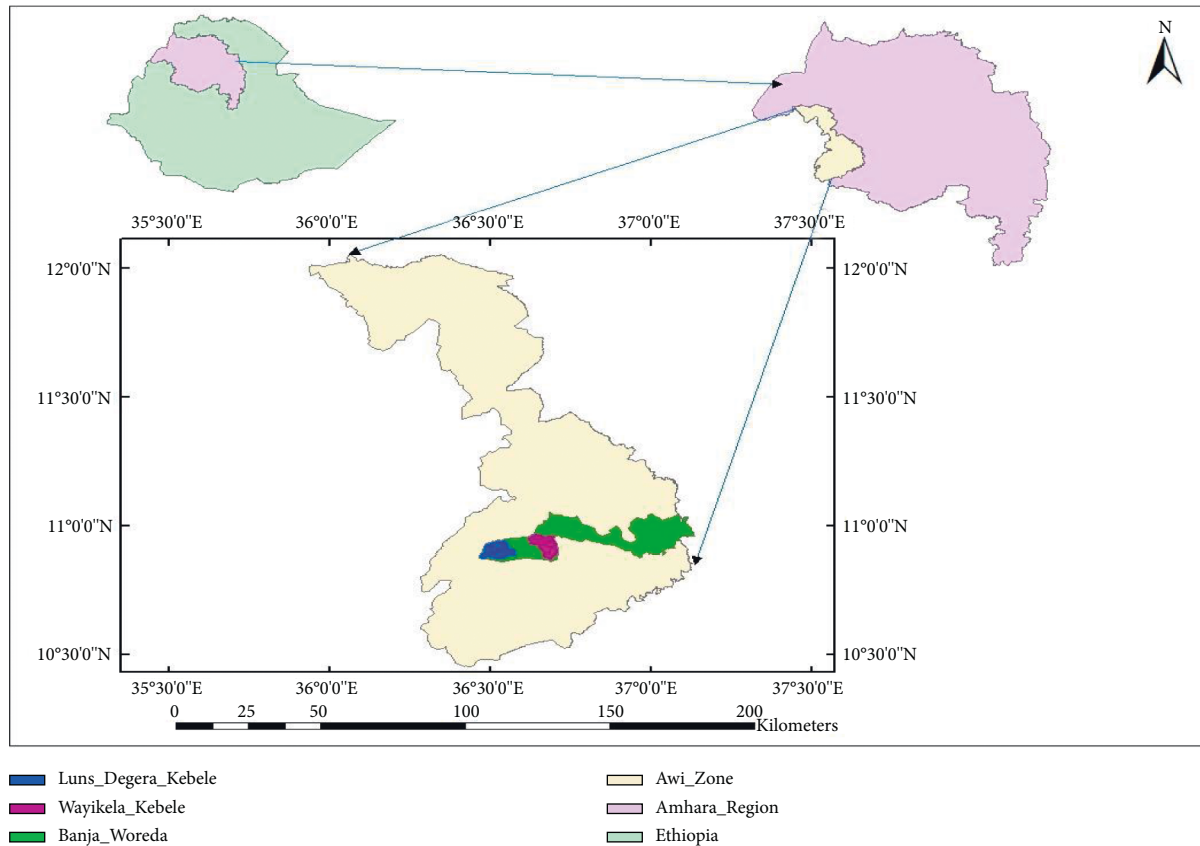 N
35°30'0"E 36°0'0"E 36°30'0"E 37°0'0"E 37°30'0"E
12°0'0"N 12°0'0"N
11°30'0"N 11°30'0"N
11°0'0"N 11°0'0"N
10°30'0"N 10°30'0"N
35°30'0"E 36°0'0"E 36°30'0"E 37°0'0"E 37°30'0"E
0 25 50 100 150 200
Kilometers
Luns_Degera_Kebele
Wayikela_Kebele
Banja_Woreda
Awi_Zone
Amhara_Region
Ethiopia